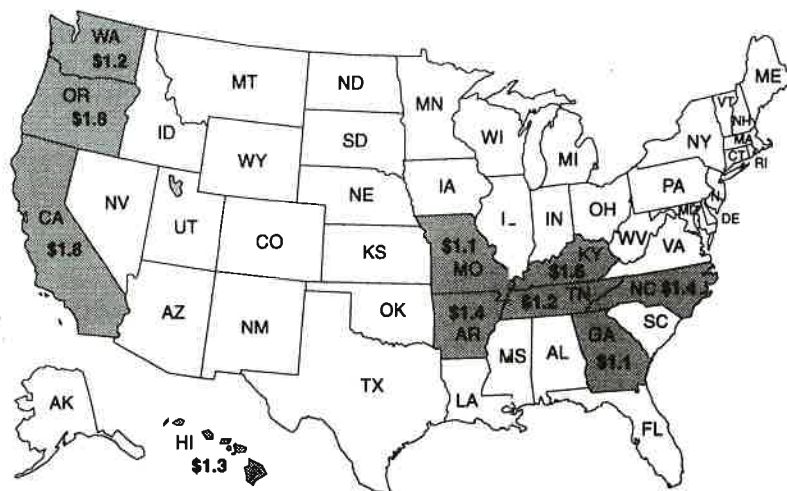 WA
$1.2
OR
$1.8
CA
$1.8
MT
ID
WY
NV
UT
CO
AZ
NM
ND
SD
NE
KS
OK
TX
MN
IA
$1.1
MO
$1.4
AR
LA
WI
MI
IN
OH
KY
$1.6
TN
$1.2
MS
AL
GA
$1.1
NC $1.4
SC
FL
WV
VA
PA
NY
VT
NH
ME
MA
CT
RI
NJ
MD
DE
AK
HI
$1.3